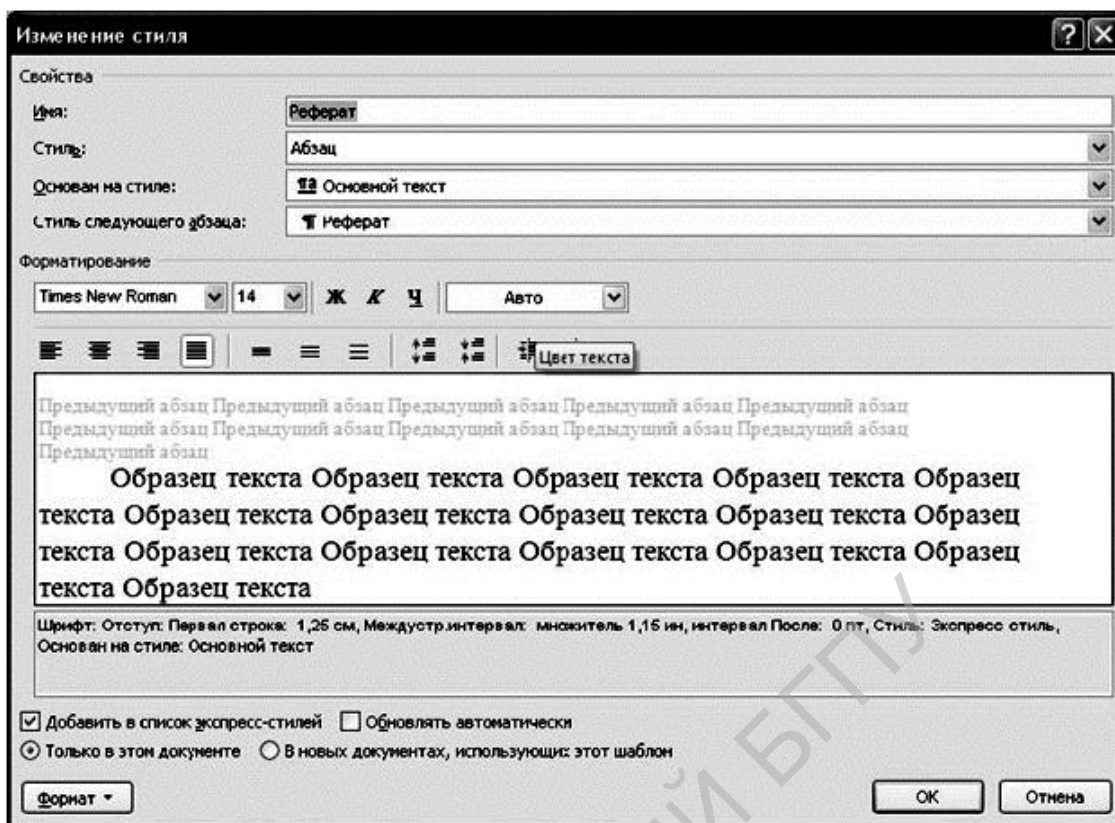 Изменение стиля
Свойства
Имя: Реферат
Стиль: Абзац
Основан на стиле: Основной текст
Стиль следующего абзаца: Реферат
Форматирование
Times New Roman 14 Ж К Ч Авто
Цвет текста
Предыдущий абзац Предыдущий абзац Предыдущий абзац Предыдущий абзац Предыдущий абзац
Предыдущий абзац Предыдущий абзац Предыдущий абзац Предыдущий абзац Предыдущий абзац
Предыдущий абзац
Образец текста Образец текста Образец текста Образец текста Образец
текста Образец текста Образец текста Образец текста Образец текста Образец
текста Образец текста Образец текста Образец текста Образец текста Образец
текста Образец текста
Шрифт: Отступ: Первая строка: 1,25 см, Междустр.интервал: множитель 1,15 ин, интервал После: 0 пт, Стиль: Экспресс стиль,
Основан на стиле: Основной текст
Добавить в список экспресс-стилей Обновлять автоматически
Только в этом документе В новых документах, использующих этот шаблон
Формат ОК Отмена
БГПУ